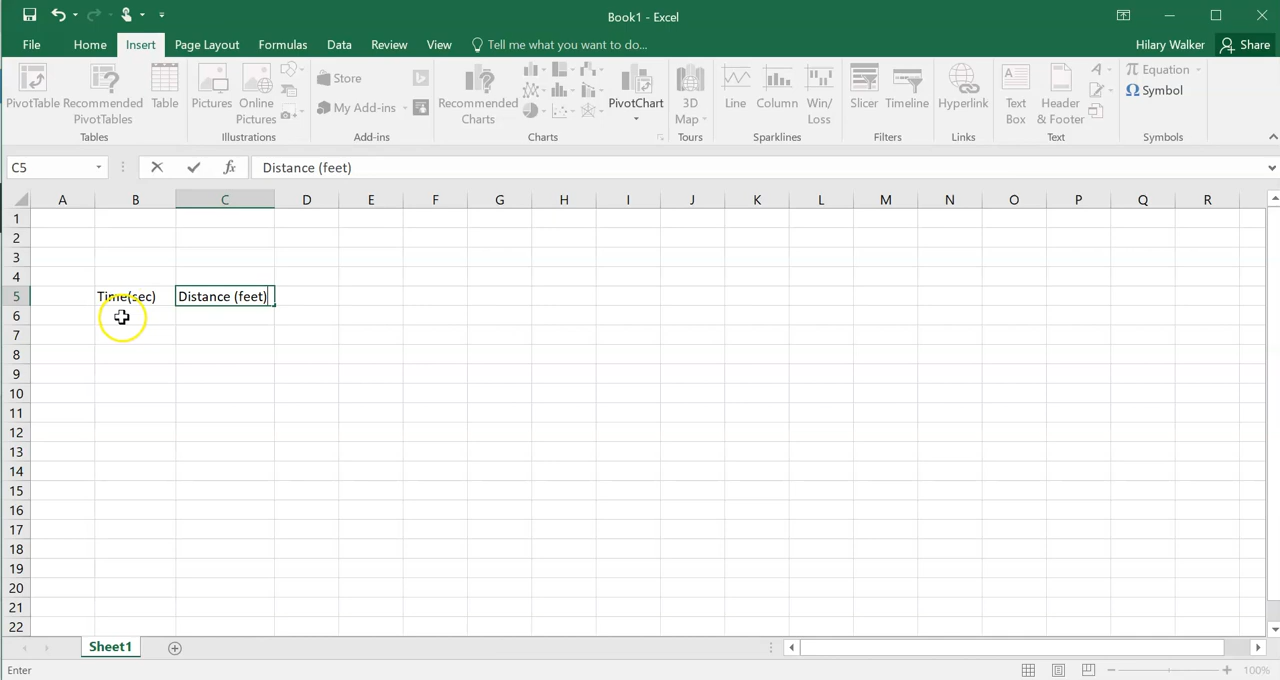 Book1 - Excel
File Home Insert Page Layout Formulas Data Review View Tell me what you want to do... Hilary Walker Share
PivotTable Recommended PivotTables Table
Tables
Pictures Online Pictures
Illustrations
Store
My Add-ins
Add-ins
Recommended Charts
PivotChart
Charts
3D Map
Tours
Line Column Win/Loss
Sparklines
Slicer Timeline
Filters
Hyperlink
Links
Text Box Header & Footer
Text
π Equation
Ω Symbol
Symbols
C5 fx Distance (feet)
A B C D E F G H I J K L M N O P Q R
1
2
3
4
5 Time(sec) Distance (feet)
6
7
8
9
10
11
12
13
14
15
16
17
18
19
20
21
22
Sheet1
Enter 100%